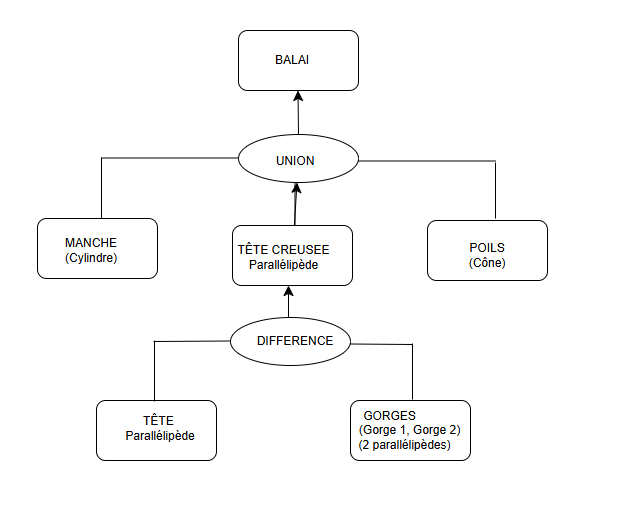 BALAI
UNION
MANCHE
(Cylindre)
TÊTE CREUSEE
Parallélipède
POILS
(Cône)
DIFFERENCE
TÊTE
Parallélipède
GORGES
(Gorge 1, Gorge 2)
(2 parallélipèdes)